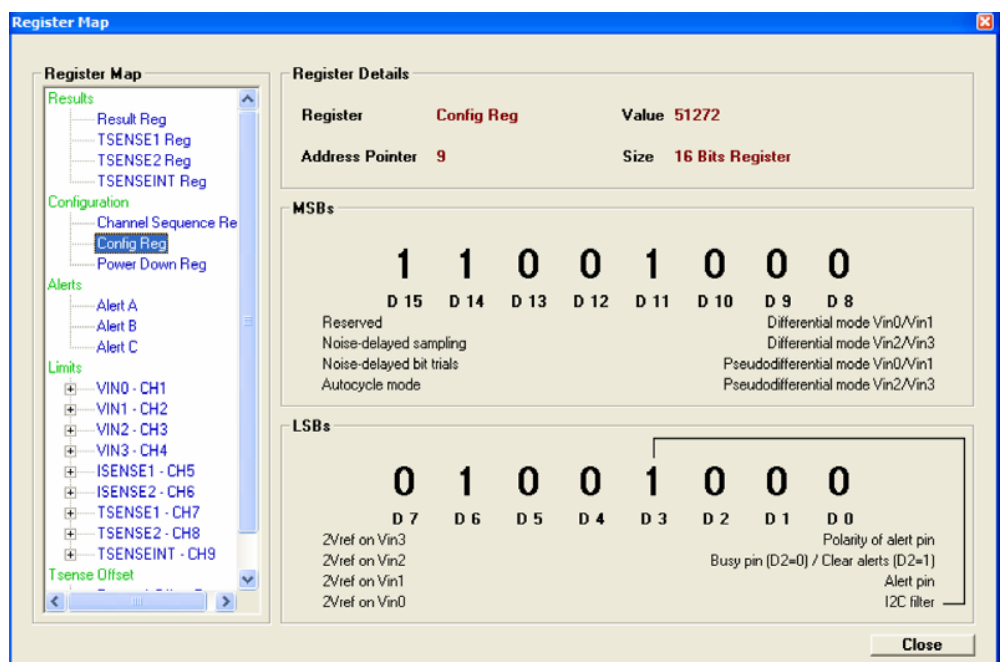 Register Map
Register Map
Results
Result Reg
TSENSE1 Reg
TSENSE2 Reg
TSENSEINT Reg
Configuration
Channel Sequence Re
Config Reg
Power Down Reg
Alerts
Alert A
Alert B
Alert C
Limits
VIN0 - CH1
VIN1 - CH2
VIN2 - CH3
VIN3 - CH4
ISENSE1 - CH5
ISENSE2 - CH6
TSENSE1 - CH7
TSENSE2 - CH8
TSENSEINT - CH9
Tsense Offset
Register Details
Register Config Reg Value 51272
Address Pointer 9 Size 16 Bits Register
MSBs
1 1 0 0 1 0 0 0
D 15 D 14 D 13 D 12 D 11 D 10 D 9 D 8
Reserved Differential mode Vin0/Vin1
Noise-delayed sampling Differential mode Vin2/Vin3
Noise-delayed bit trials Pseudodifferential mode Vin0/Vin1
Autocycle mode Pseudodifferential mode Vin2/Vin3
LSBs
0 1 0 0 1 0 0 0
D 7 D 6 D 5 D 4 D 3 D 2 D 1 D 0
2Vref on Vin3 Polarity of alert pin
2Vref on Vin2 Busy pin (D2=0) / Clear alerts (D2=1)
2Vref on Vin1 Alert pin
2Vref on Vin0 I2C filter
Close